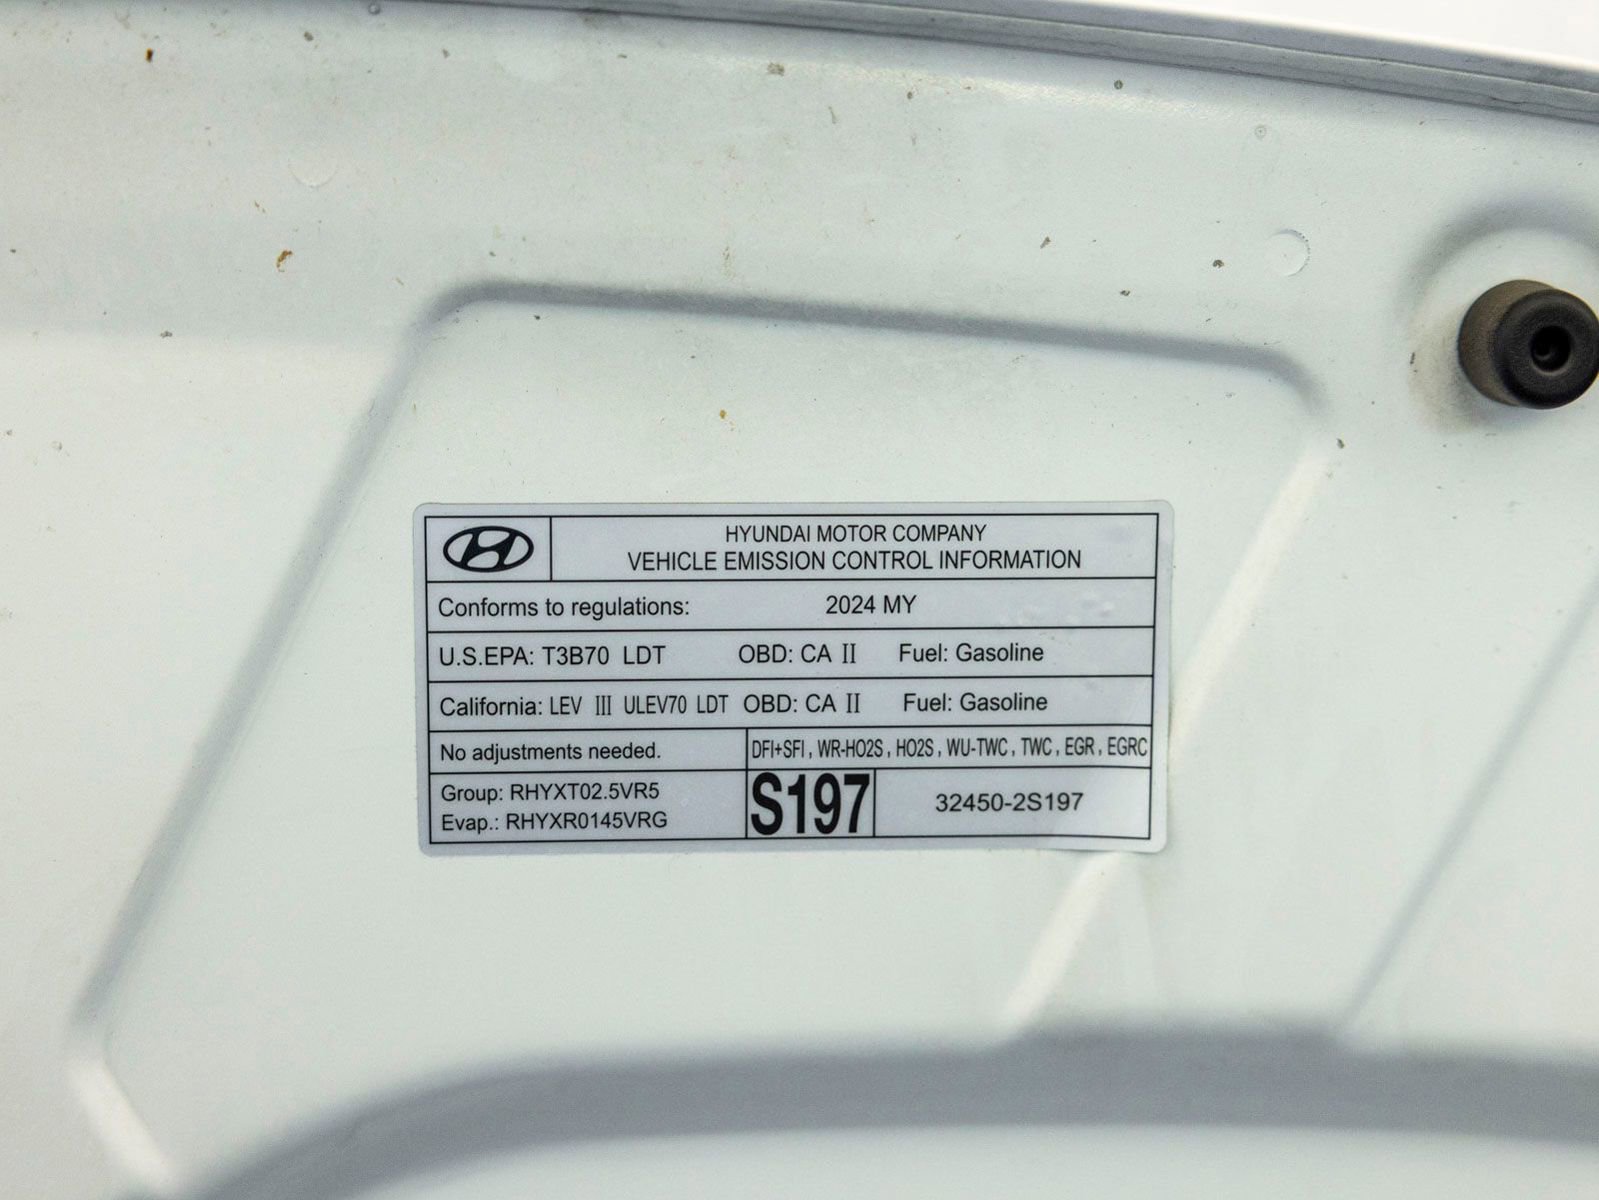 HYUNDAI MOTOR COMPANY
VEHICLE EMISSION CONTROL INFORMATION
Conforms to regulations: 2024 MY
U.S.EPA: T3B70 LDT OBD: CA II Fuel: Gasoline
California: LEV III ULEV70 LDT OBD: CA II Fuel: Gasoline
No adjustments needed. DFI+SFI, WR-HO2S, HO2S, WU-TWC, TWC, EGR, EGRC
Group: RHYXT02.5VR5
Evap.: RHYXR0145VRG
S197
32450-2S197